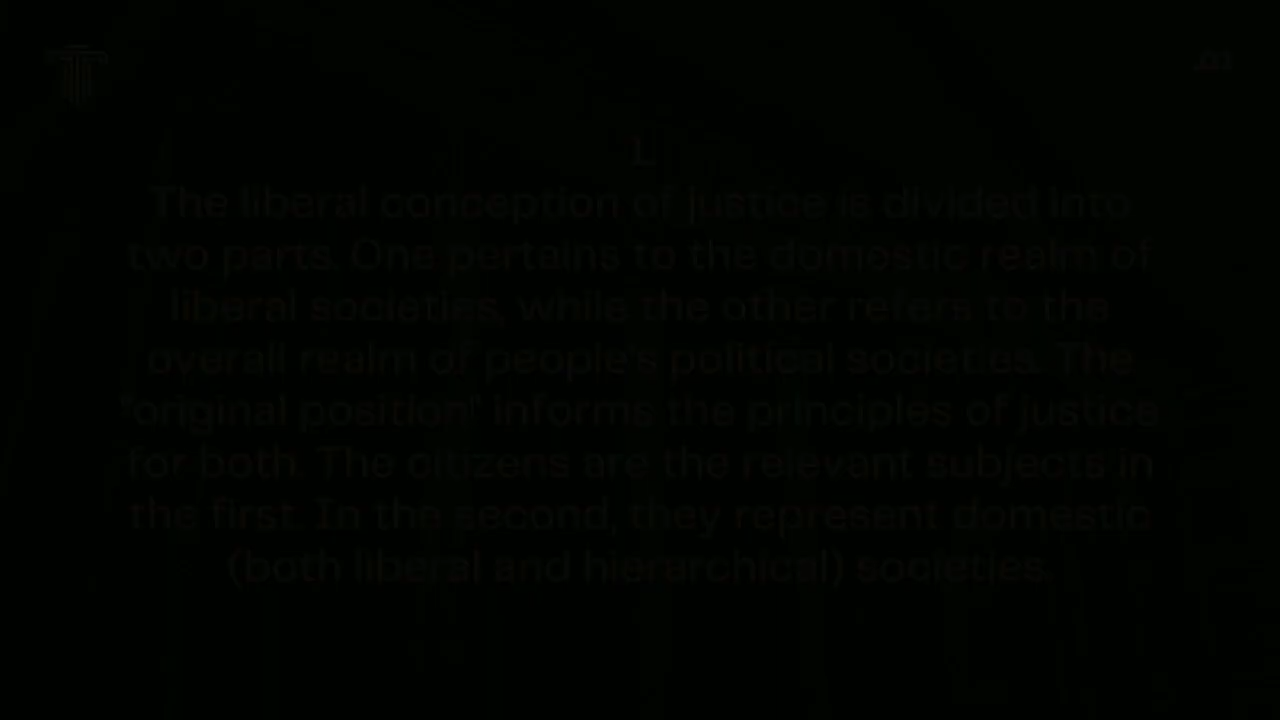 1.
The liberal conception of justice is divided into
two parts. One pertains to the domestic realm of
liberal societies, while the other refers to the
overall realm of people's political societies. The
"original position" informs the principles of justice
for both. The citizens are the relevant subjects in
the first. In the second, they represent domestic
(both liberal and hierarchical) societies.